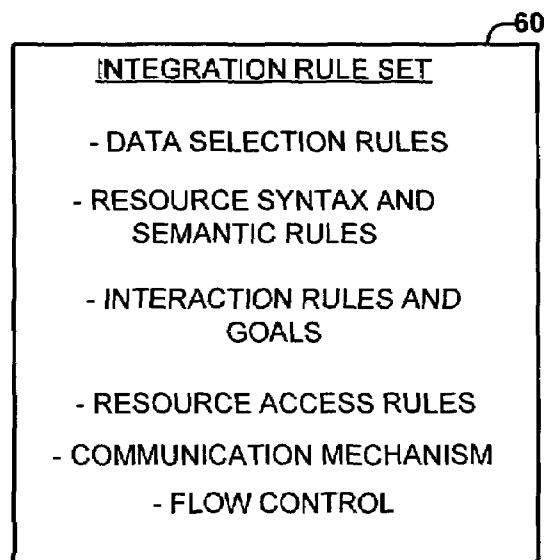 60
INTEGRATION RULE SET
- DATA SELECTION RULES
- RESOURCE SYNTAX AND
SEMANTIC RULES
- INTERACTION RULES AND
GOALS
- RESOURCE ACCESS RULES
- COMMUNICATION MECHANISM
- FLOW CONTROL